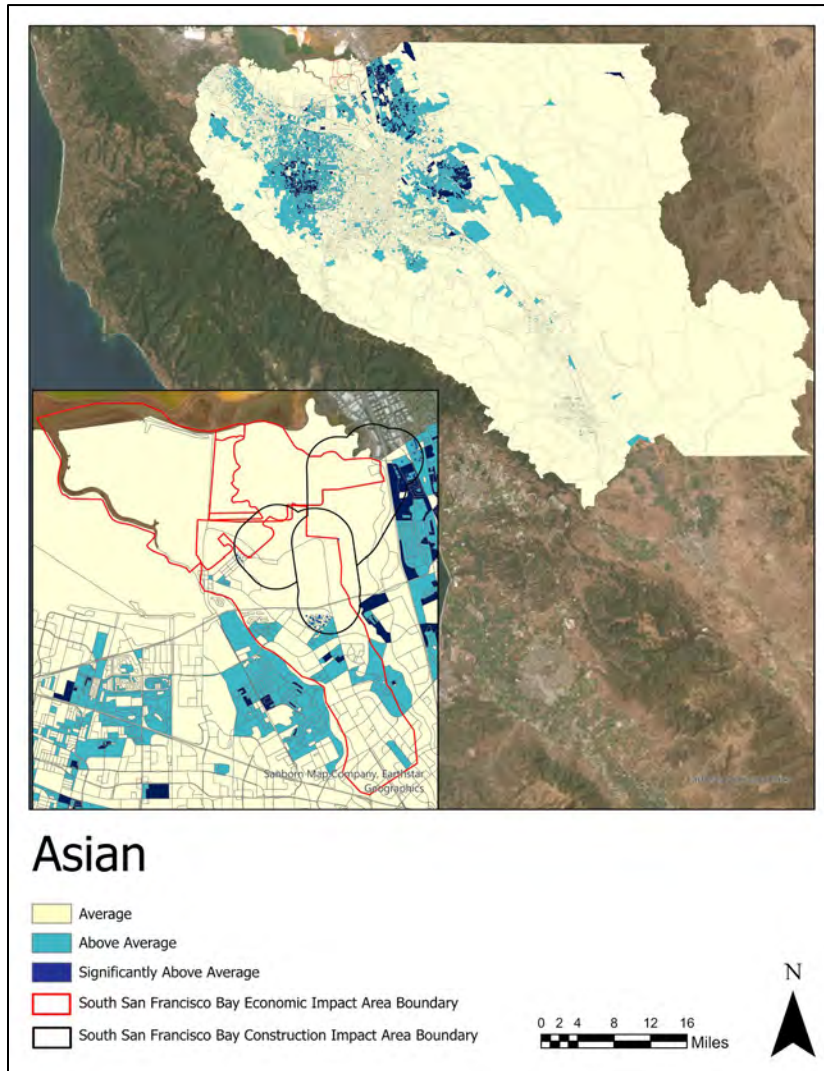 Sanborn Map Company, Earthstar
Geographics
Asian
Average
Above Average
Significantly Above Average
South San Francisco Bay Economic Impact Area Boundary
South San Francisco Bay Construction Impact Area Boundary
N
0 2 4 8 12 16
Miles